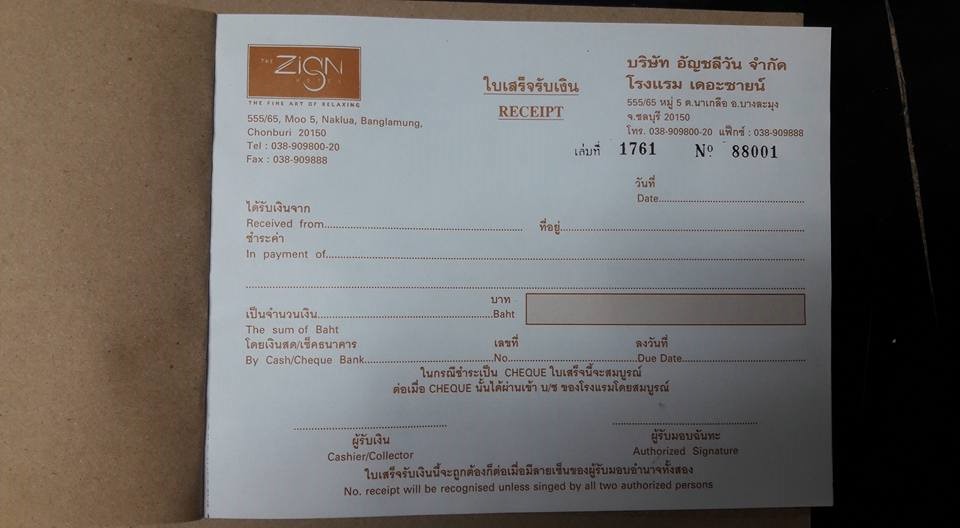 THE ZIGN HOTEL
THE FINE ART OF RELAXING
555/65, Moo 5, Naklua, Banglamung,
Chonburi 20150
Tel : 038-909800-20
Fax : 038-909888
ใบเสร็จรับเงิน
RECEIPT
บริษัท อัญชลีวัน จำกัด
โรงแรม เดอะซายน์
555/65 หมู่ 5 ต.นาเกลือ อ.บางละมุง
จ.ชลบุรี 20150
โทร. 038-909800-20 แฟ็กซ์ : 038-909888
เล่มที่ 1761 No 88001
วันที่
Date
ได้รับเงินจาก
Received from ที่อยู่
ชำระค่า
In payment of
บาท
เป็นจำนวนเงิน Baht
The sum of Baht
โดยเงินสด/เช็คธนาคาร เลขที่ ลงวันที่
By Cash/Cheque Bank No. Due Date
ในกรณีชำระเป็น CHEQUE ใบเสร็จนี้จะสมบูรณ์
ต่อเมื่อ CHEQUE นั้นได้ผ่านเข้า บ/ช ของโรงแรมโดยสมบูรณ์
ผู้รับเงิน ผู้รับมอบฉันทะ
Cashier/Collector Authorized Signature
ใบเสร็จรับเงินนี้จะถูกต้องก็ต่อเมื่อมีลายเซ็นของผู้รับมอบอำนาจทั้งสอง
No. receipt will be recognised unless singed by all two authorized persons